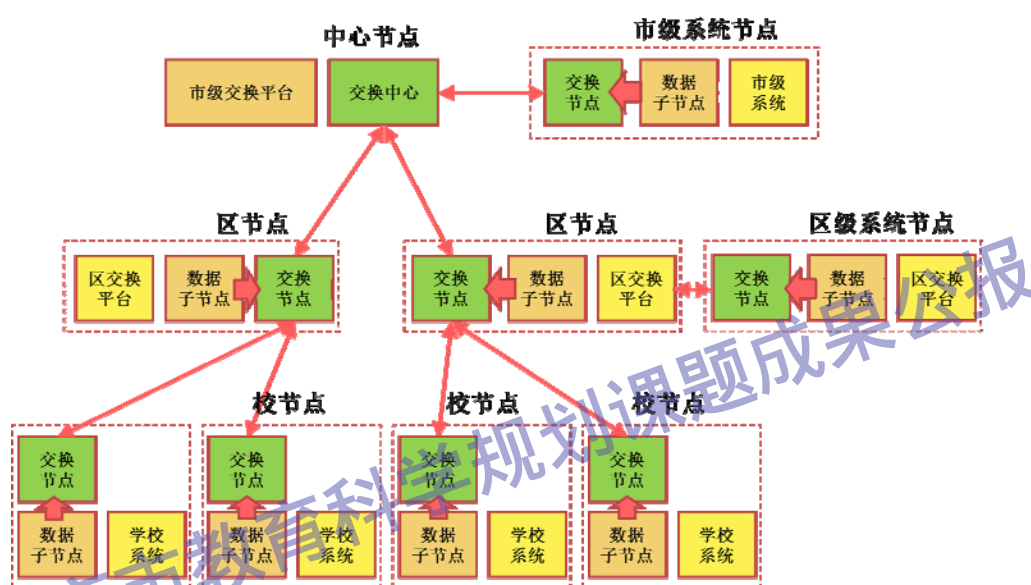 中心节点
市级系统节点
市级交换平台
交换中心
交换
节点
数据
子节点
市级
系统
区节点
区节点
区级系统节点
区交换
平台
数据
子节点
交换
节点
交换
节点
数据
子节点
区交换
平台
交换
节点
数据
子节点
区交换
平台
校节点
校节点
校节点
交换
节点
数据
子节点
学校
系统
交换
节点
数据
子节点
学校
系统
交换
节点
数据
子节点
学校
系统
交换
节点
数据
子节点
学校
系统
市教育科学规划课题成果公报